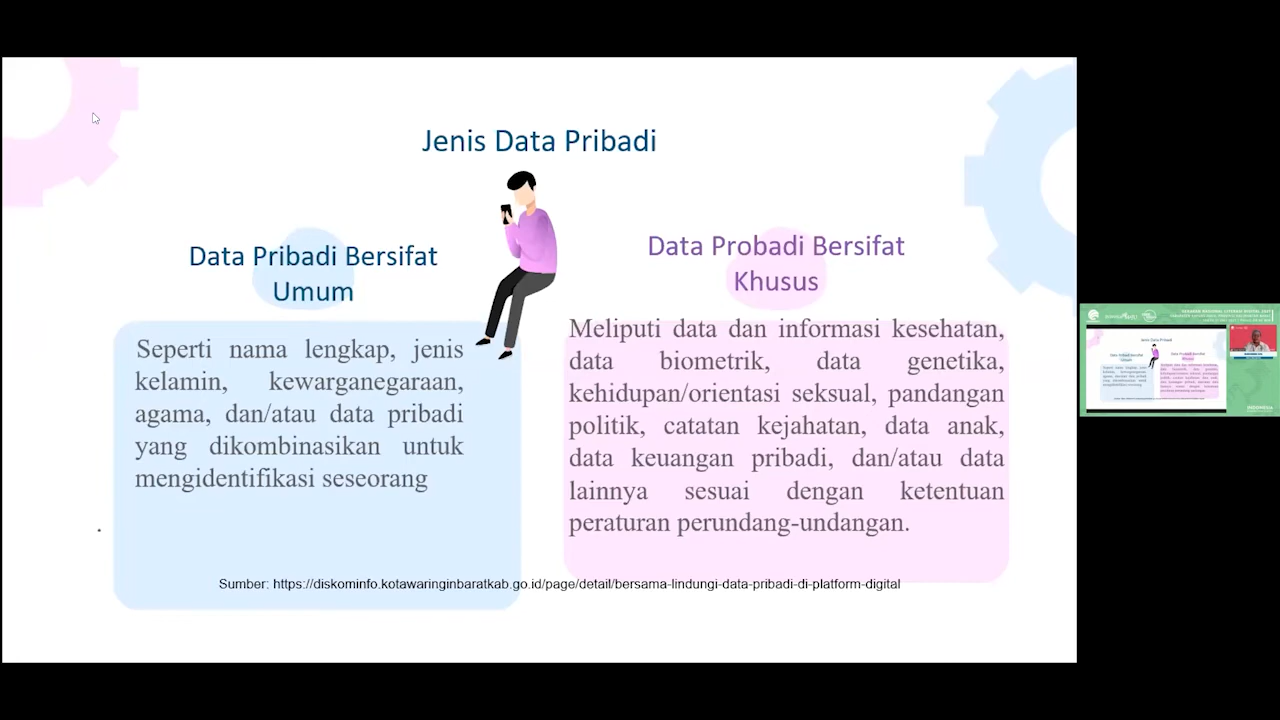 Jenis Data Pribadi
Data Pribadi Bersifat
Umum
Seperti nama lengkap, jenis
kelamin, kewarganegaraan,
agama, dan/atau data pribadi
yang dikombinasikan untuk
mengidentifikasi seseorang
Data Probadi Bersifat
Khusus
Meliputi data dan informasi kesehatan,
data biometrik, data genetika,
kehidupan/orientasi seksual, pandangan
politik, catatan kejahatan, data anak,
data keuangan pribadi, dan/atau data
lainnya sesuai dengan ketentuan
peraturan perundang-undangan.
Sumber: https://diskominfo.kotawaringinbaratkab.go.id/page/detail/bersama-lindungi-data-pribadi-di-platform-digital